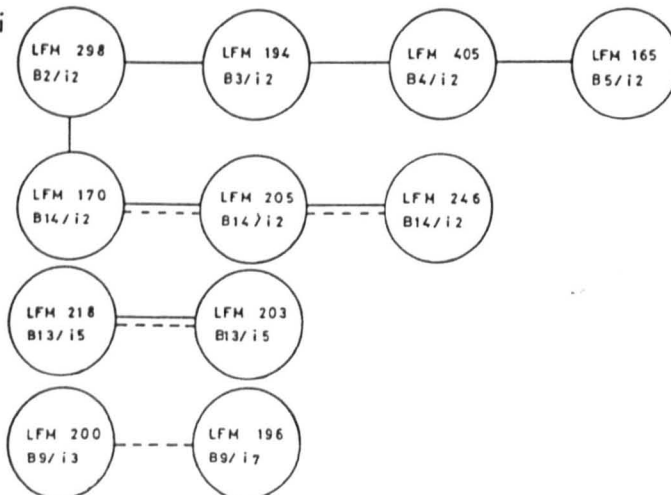 i
LFM 298
B2/i2
LFM 194
B3/i2
LFM 405
B4/i2
LFM 165
B5/i2
LFM 170
B14/i2
LFM 205
B14)i2
LFM 246
B14/i2
LFM 218
B13/i5
LFM 203
B13/i5
LFM 200
B9/i3
LFM 196
B9/i7